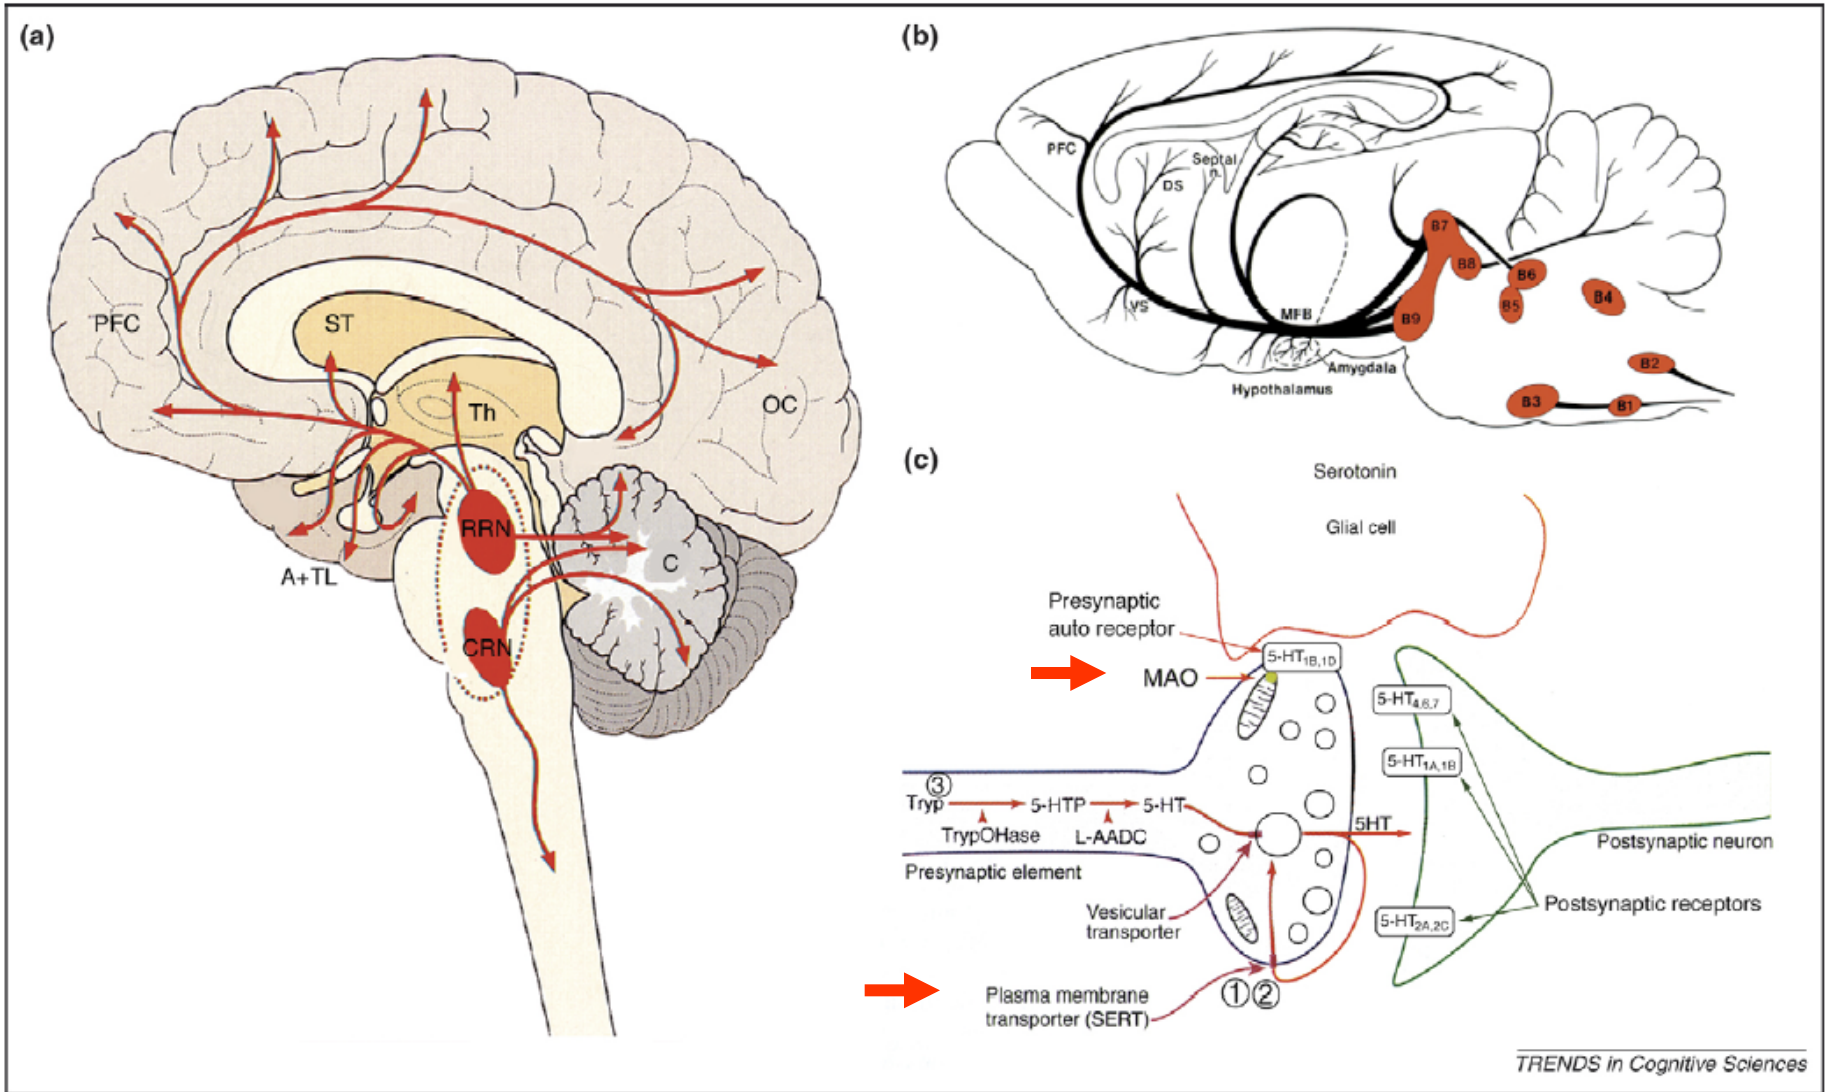 (a)
PFC
ST
Th
OC
RRN
A+TL
C
CRN
(b)
PFC
DS
Septal
n.
VS
MFB
Hypothalamus
Amygdala
B7
B8
B9
B6
B5
B4
B2
B3
B1
(c)
Serotonin
Glial cell
Presynaptic
auto receptor
5-HT1B,1D
MAO
5-HT4,6,7
5-HT1A,1B
③
Tryp
5-HTP
5-HT
5HT
TrypOHase
L-AADC
Presynaptic element
Postsynaptic neuron
Vesicular
transporter
5-HT2A,2C
Postsynaptic receptors
Plasma membrane
transporter (SERT)
① ②
TRENDS in Cognitive Sciences